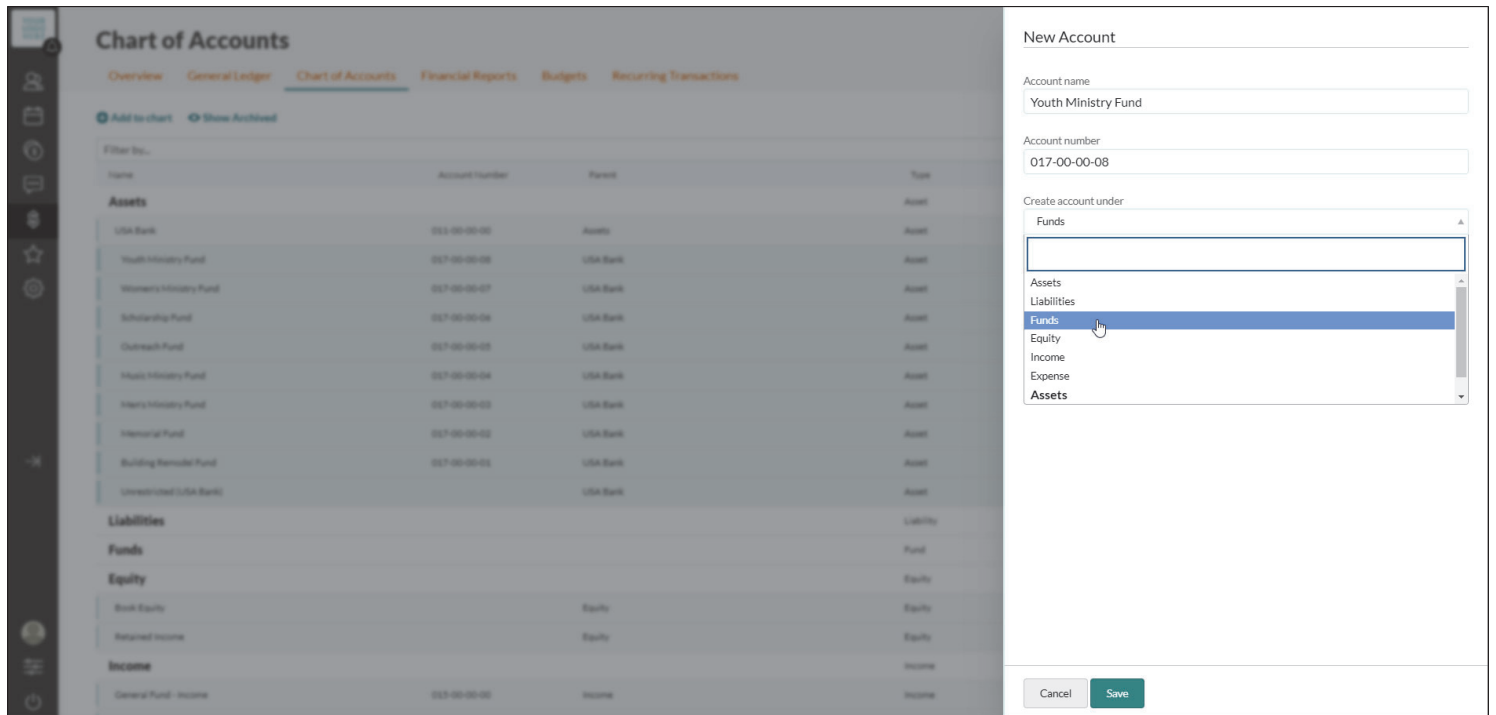 Chart of Accounts
Overview General Ledger Chart of Accounts Financial Reports Budgets Recurring Transactions
Add to chart Show Archived
Filter by...
Name Account Number Parent Type
Assets Asset
USA Bank 011-00-00-00 Assets Asset
Youth Ministry Fund 017-00-00-08 USA Bank Asset
Women's Ministry Fund 017-00-00-07 USA Bank Asset
Scholarship Fund 017-00-00-06 USA Bank Asset
Outreach Fund 017-00-00-05 USA Bank Asset
Music Ministry Fund 017-00-00-04 USA Bank Asset
Men's Ministry Fund 017-00-00-03 USA Bank Asset
Memorial Fund 017-00-00-02 USA Bank Asset
Building Remodel Fund 017-00-00-01 USA Bank Asset
Unrestricted (USA Bank) USA Bank Asset
Liabilities Liability
Funds Fund
Equity Equity
Book Equity Equity Equity
Retained Income Equity Equity
Income Income
General Fund - Income 015-00-00-00 Income Income
New Account
Account name
Youth Ministry Fund
Account number
017-00-00-08
Create account under
Funds
Assets
Liabilities
Funds
Equity
Income
Expense
Assets
Cancel Save